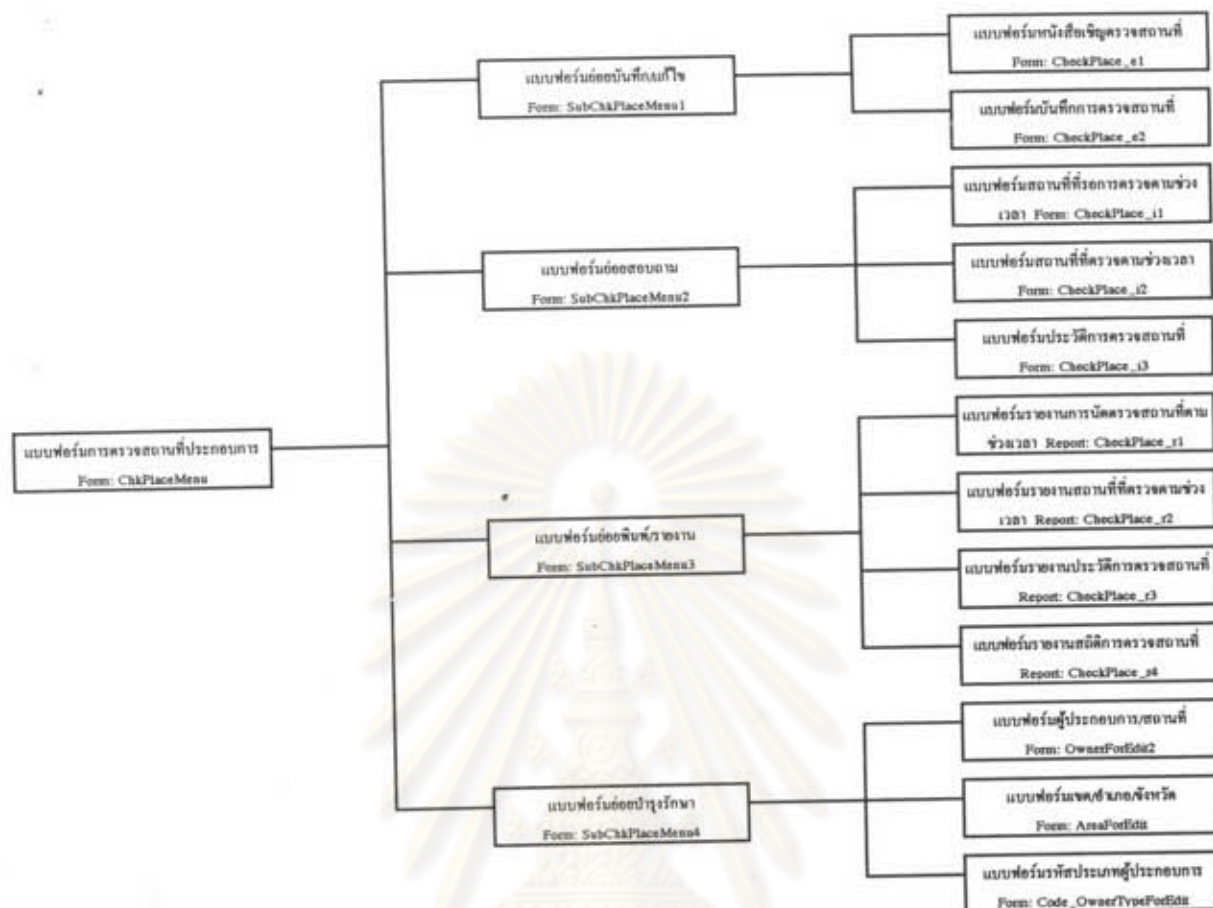 แบบฟอร์มการตรวจสถานที่ประกอบการ
Form: ChkPlaceMenu
แบบฟอร์มย่อยบันทึก/แก้ไข
Form: SubChkPlaceMenu1
แบบฟอร์มหนังสือเชิญตรวจสถานที่
Form: CheckPlace_e1
แบบฟอร์มบันทึกการตรวจสถานที่
Form: CheckPlace_e2
แบบฟอร์มย่อยสอบถาม
Form: SubChkPlaceMenu2
แบบฟอร์มสถานที่ที่รอการตรวจตามช่วง
เวลา Form: CheckPlace_i1
แบบฟอร์มสถานที่ที่ตรวจตามช่วงเวลา
Form: CheckPlace_i2
แบบฟอร์มประวัติการตรวจสถานที่
Form: CheckPlace_i3
แบบฟอร์มย่อยพิมพ์/รายงาน
Form: SubChkPlaceMenu3
แบบฟอร์มรายงานการนัดตรวจสถานที่ตาม
ช่วงเวลา Report: CheckPlace_r1
แบบฟอร์มรายงานสถานที่ที่ตรวจตามช่วง
เวลา Report: CheckPlace_r2
แบบฟอร์มรายงานประวัติการตรวจสถานที่
Report: CheckPlace_r3
แบบฟอร์มรายงานสถิติการตรวจสถานที่
Report: CheckPlace_r4
แบบฟอร์มย่อยบำรุงรักษา
Form: SubChkPlaceMenu4
แบบฟอร์มผู้ประกอบการ/สถานที่
Form: OwnerForEdit2
แบบฟอร์มเขต/อำเภอ/จังหวัด
Form: AreaForEdit
แบบฟอร์มรหัสประเภทผู้ประกอบการ
Form: Code_OwnerTypeForEdit